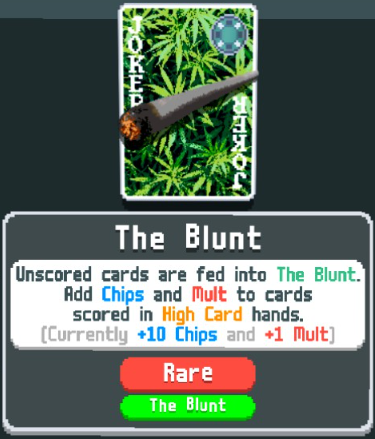 JOKER
JOKER
The Blunt
Unscored cards are fed into The Blunt.
Add Chips and Mult to cards
scored in High Card hands.
(Currently +10 Chips and +1 Mult)
Rare
The Blunt